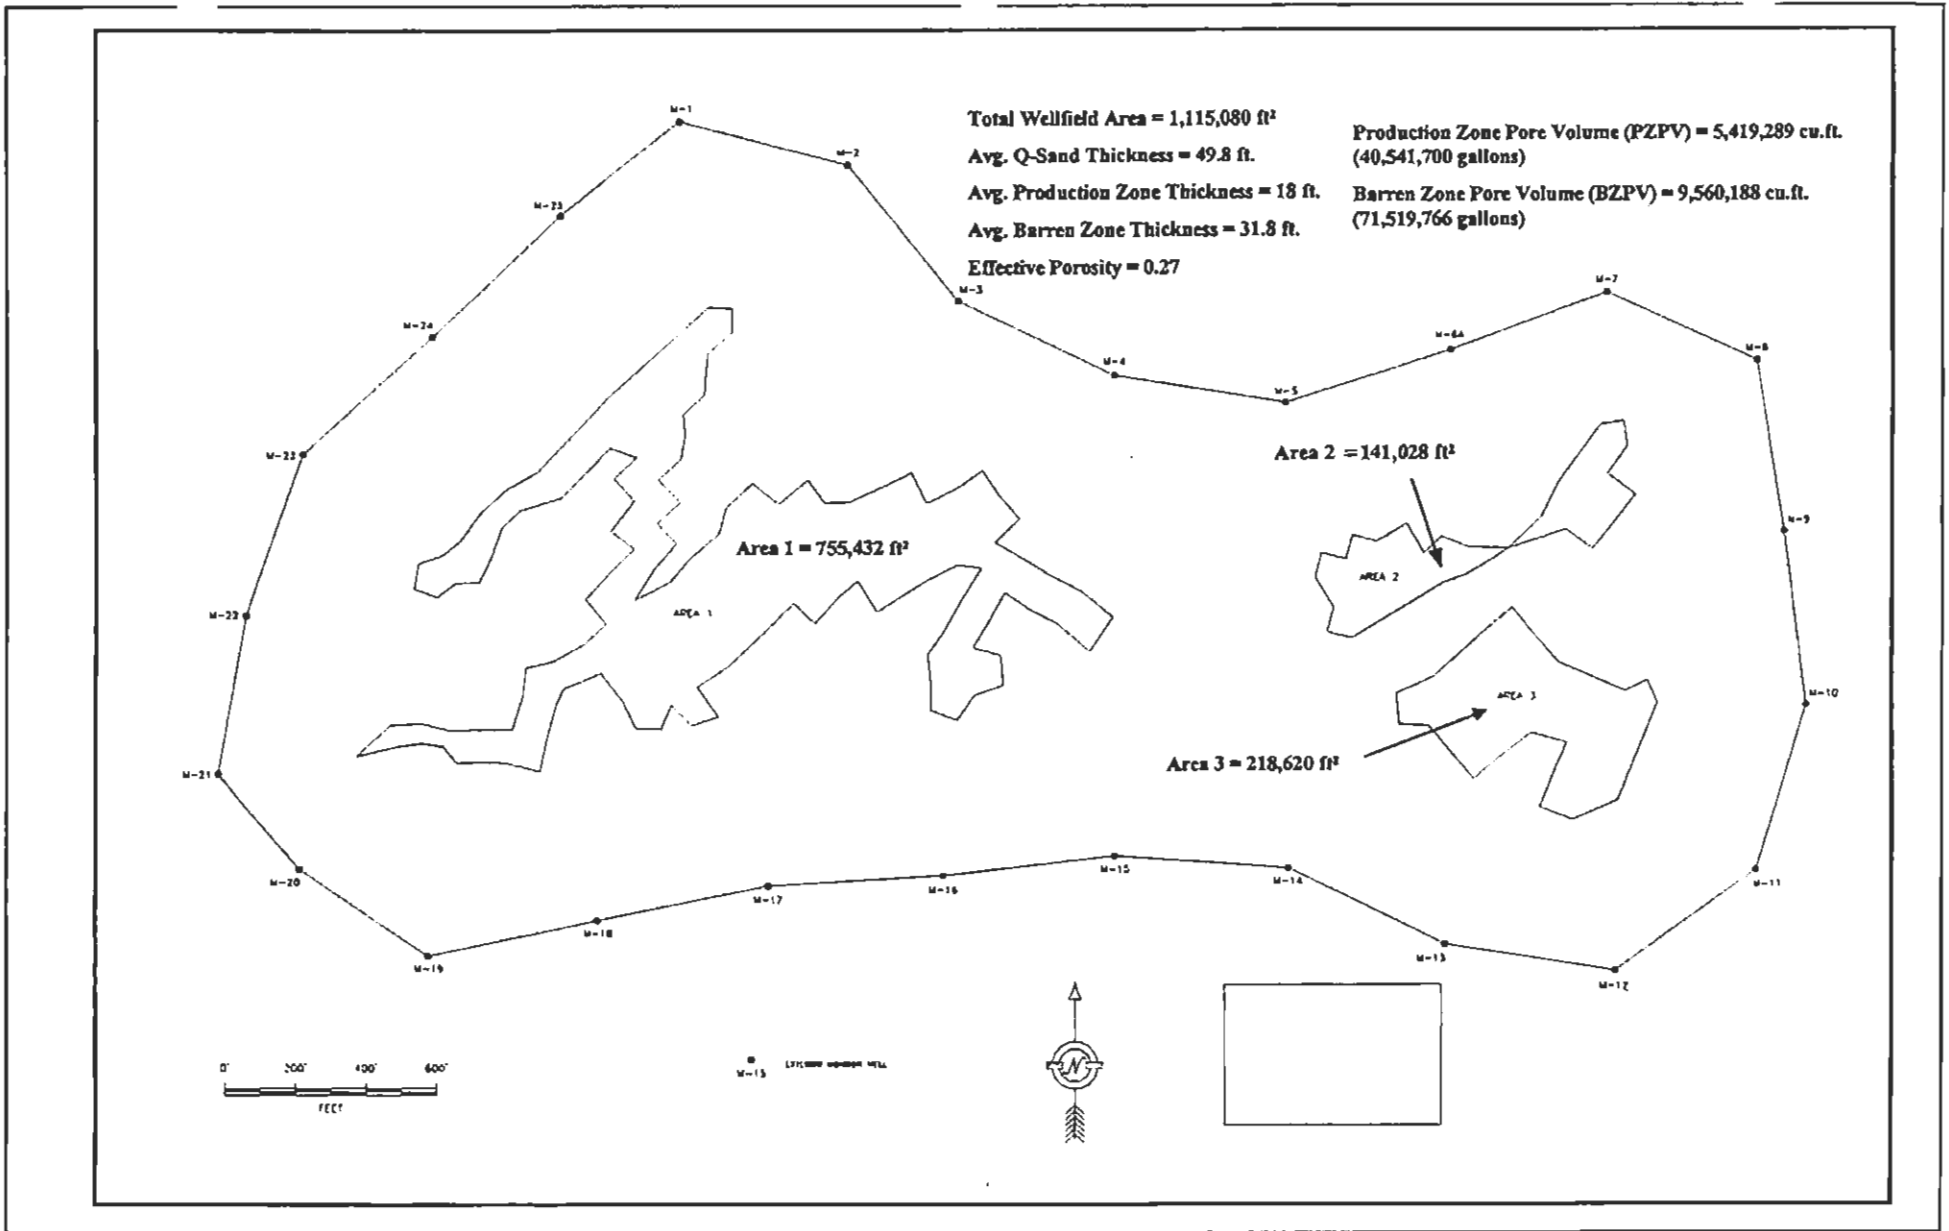 M-1
Total Wellfield Area = 1,115,080 ft²
Avg. Q-Sand Thickness = 49.8 ft.
Avg. Production Zone Thickness = 18 ft.
Avg. Barren Zone Thickness = 31.8 ft.
Effective Porosity = 0.27
Production Zone Pore Volume (PZPV) = 5,419,289 cu.ft.
(40,541,700 gallons)
Barren Zone Pore Volume (BZPV) = 9,560,188 cu.ft.
(71,519,766 gallons)
M-2
M-3
M-7
M-24
M-6A
M-8
M-4
M-5
M-23
Area 2 =141,028 ft²
M-9
Area 1 = 755,432 ft²
AREA 2
M-22
AREA 1
AREA 3
M-10
M-21
Area 3 = 218,620 ft²
M-20
M-15
M-14
M-11
M-16
M-17
M-18
M-19
M-13
M-12
0' 200' 400' 600'
FEET
M-15 EXTERIOR MONITOR WELL
N